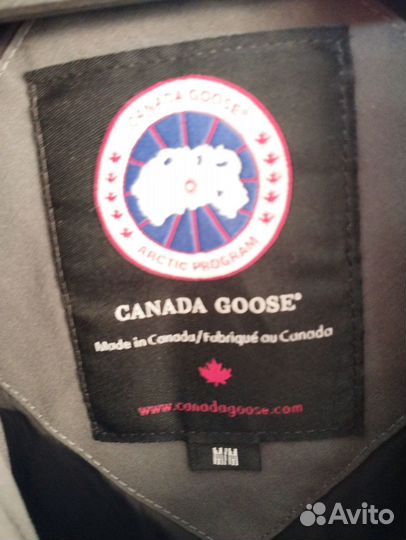 CANADA GOOSE®
ARCTIC PROGRAM
CANADA GOOSE®
Made in Canada/Fabriqué au Canada
www.canadagoose.com
M/M
Avito